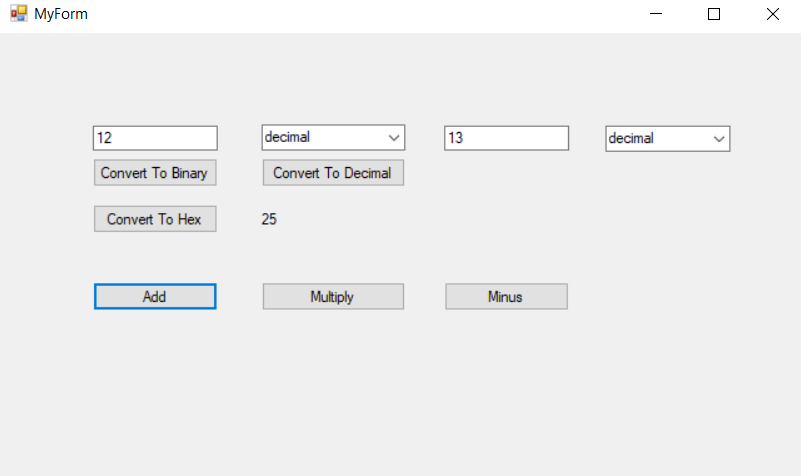 MyForm
12 decimal 13 decimal
Convert To Binary Convert To Decimal
Convert To Hex 25
Add Multiply Minus